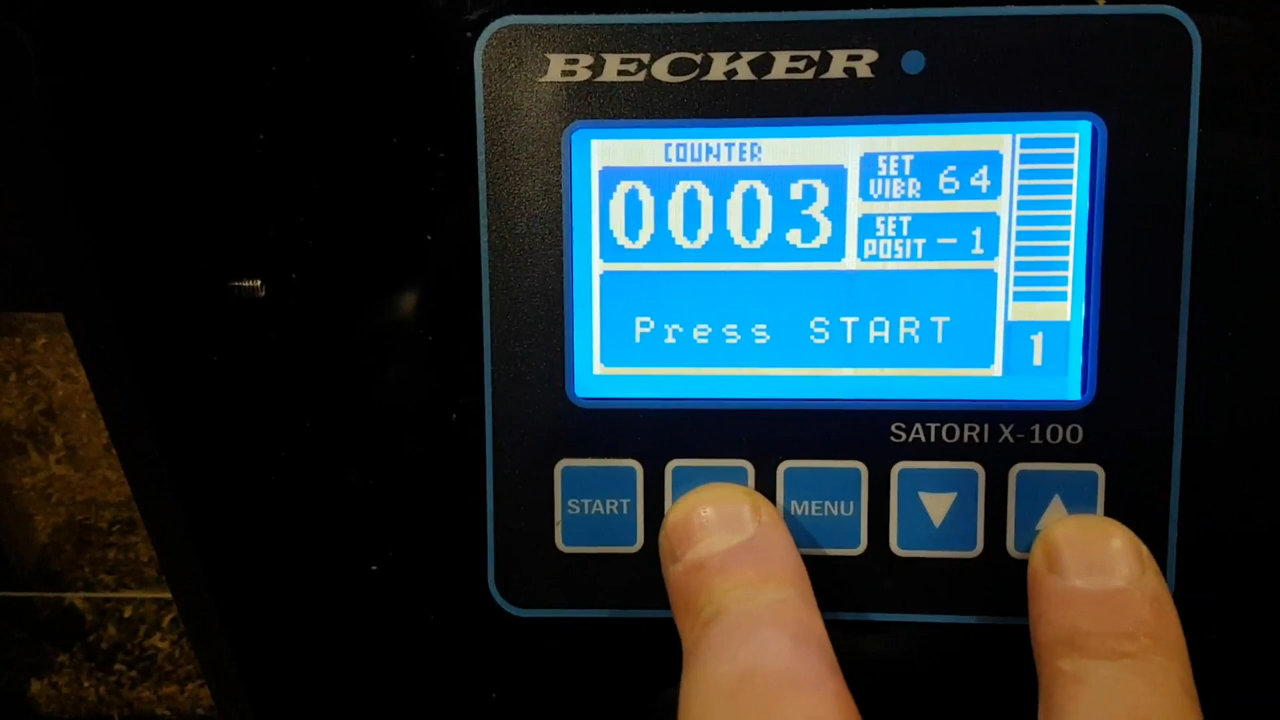 BECKER
COUNTER
0003
SET
VIBR 64
SET
POSIT -1
Press START
1
SATORI X-100
START
MENU